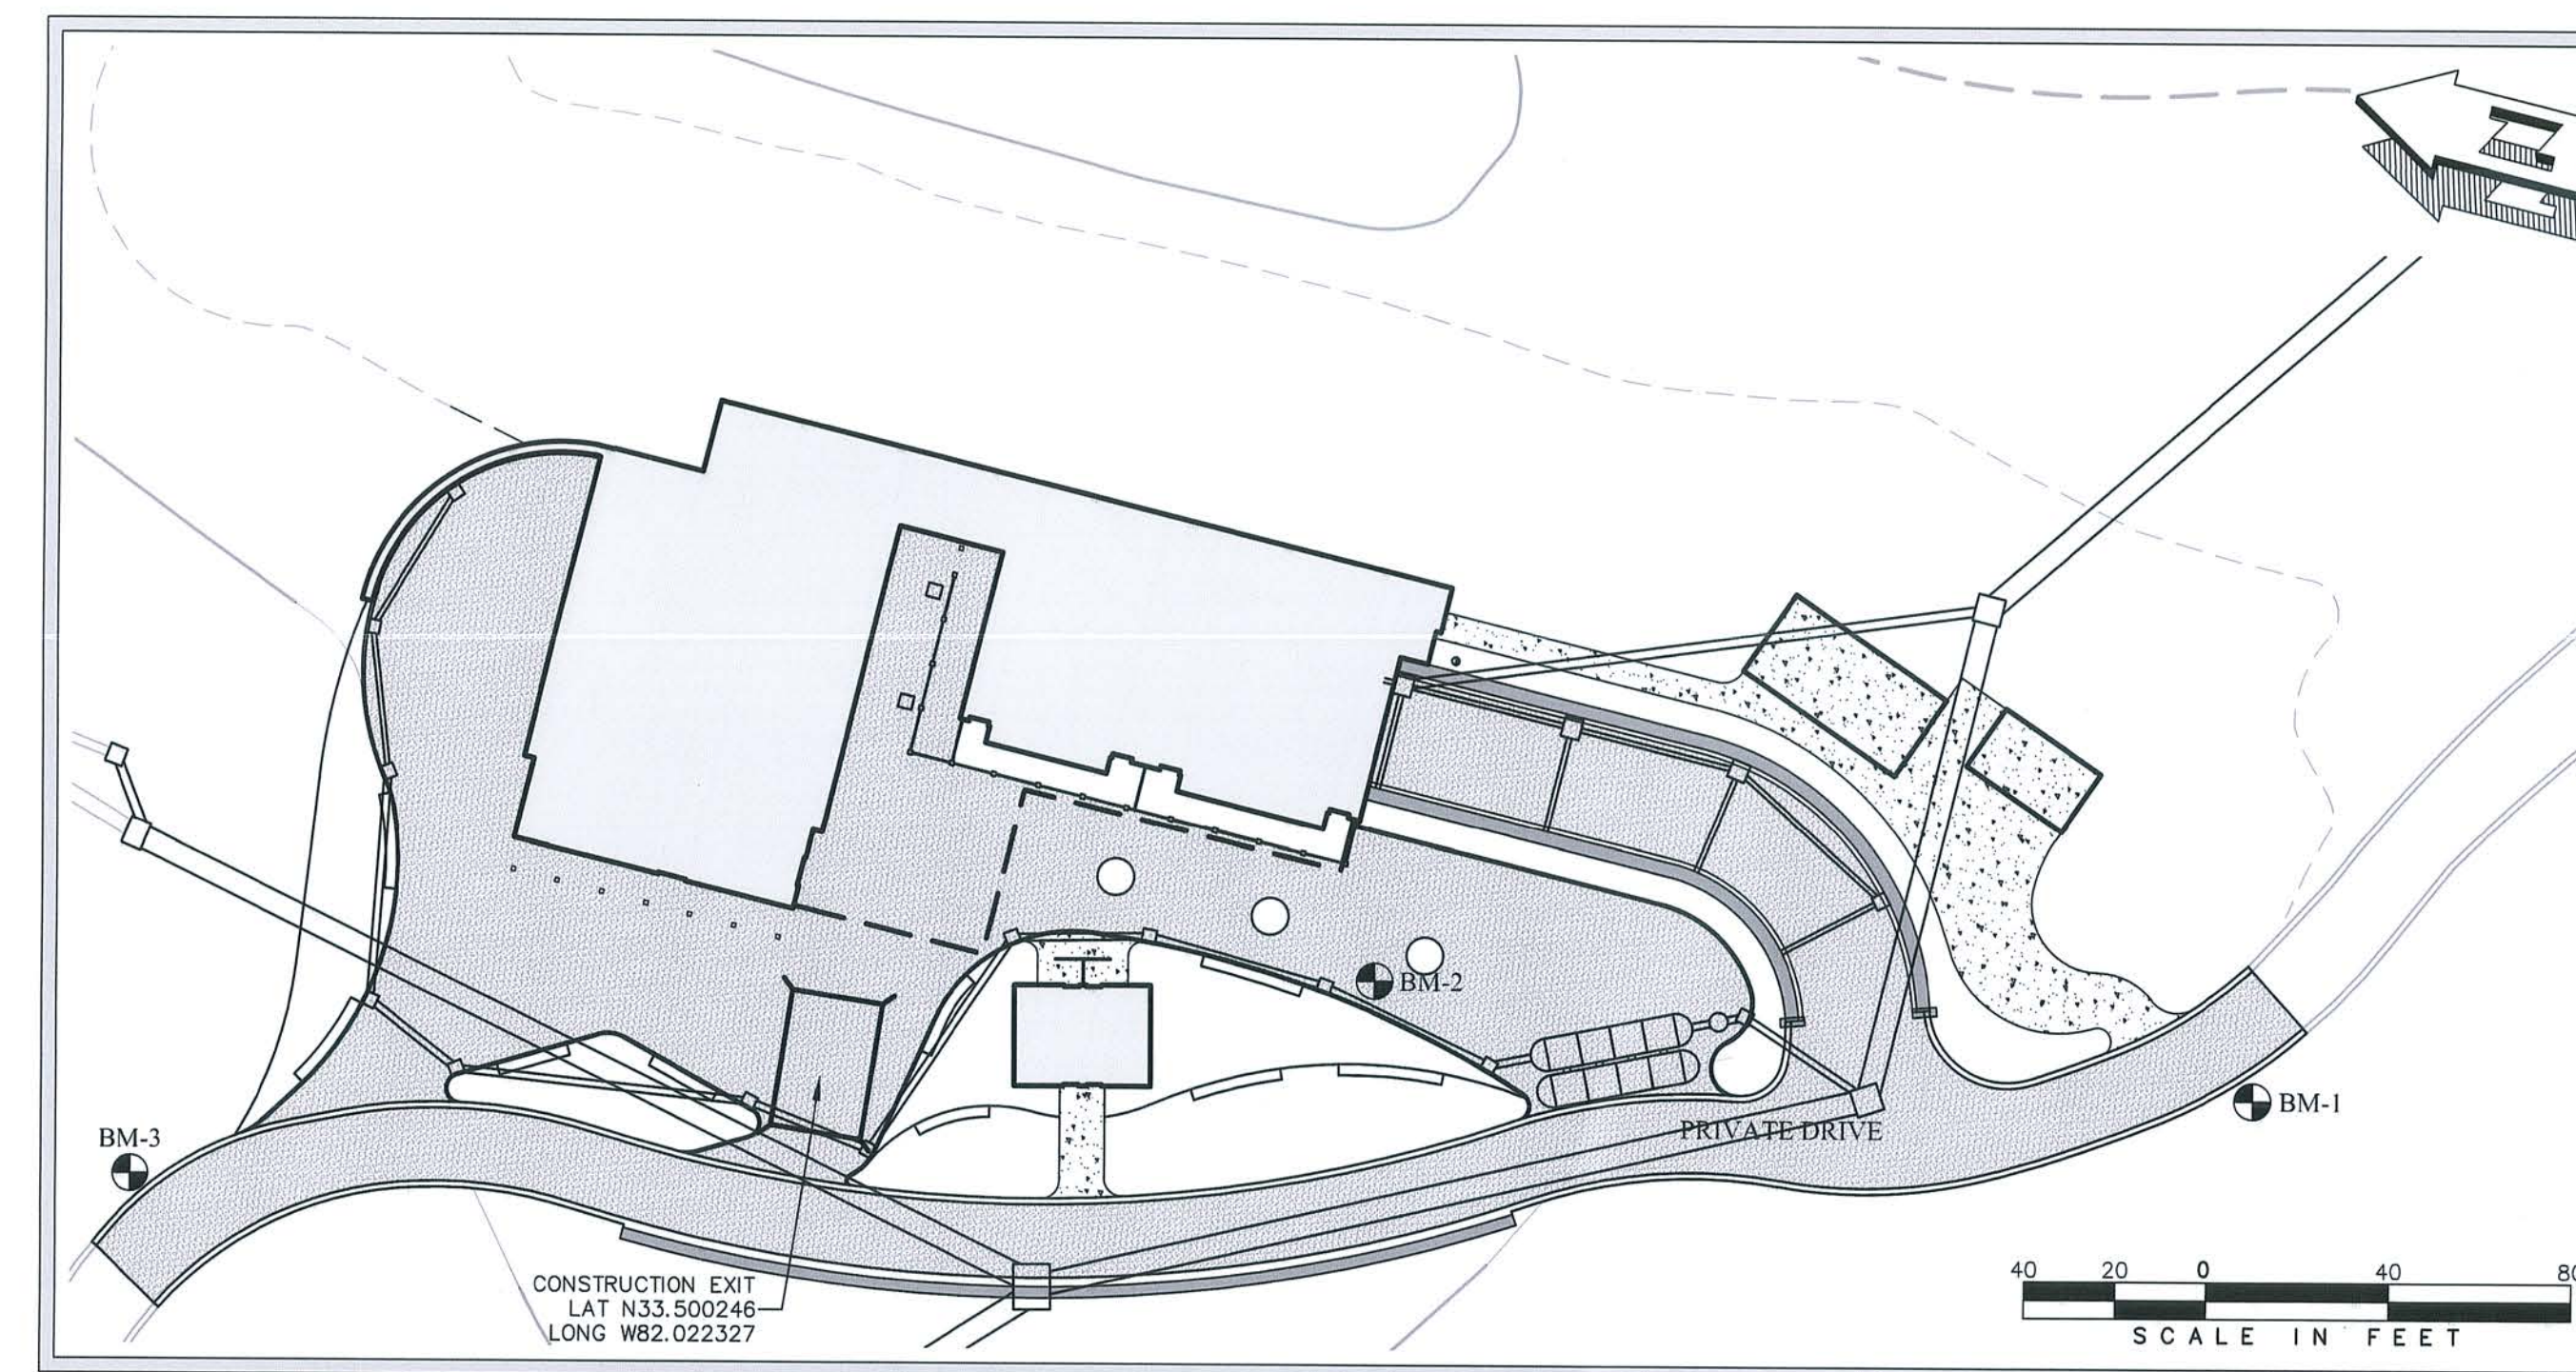 N
BM-2
BM-1
PRIVATE DRIVE
BM-3
CONSTRUCTION EXIT
LAT N33.500246
LONG W82.022327
40 20 0 40 80
SCALE IN FEET